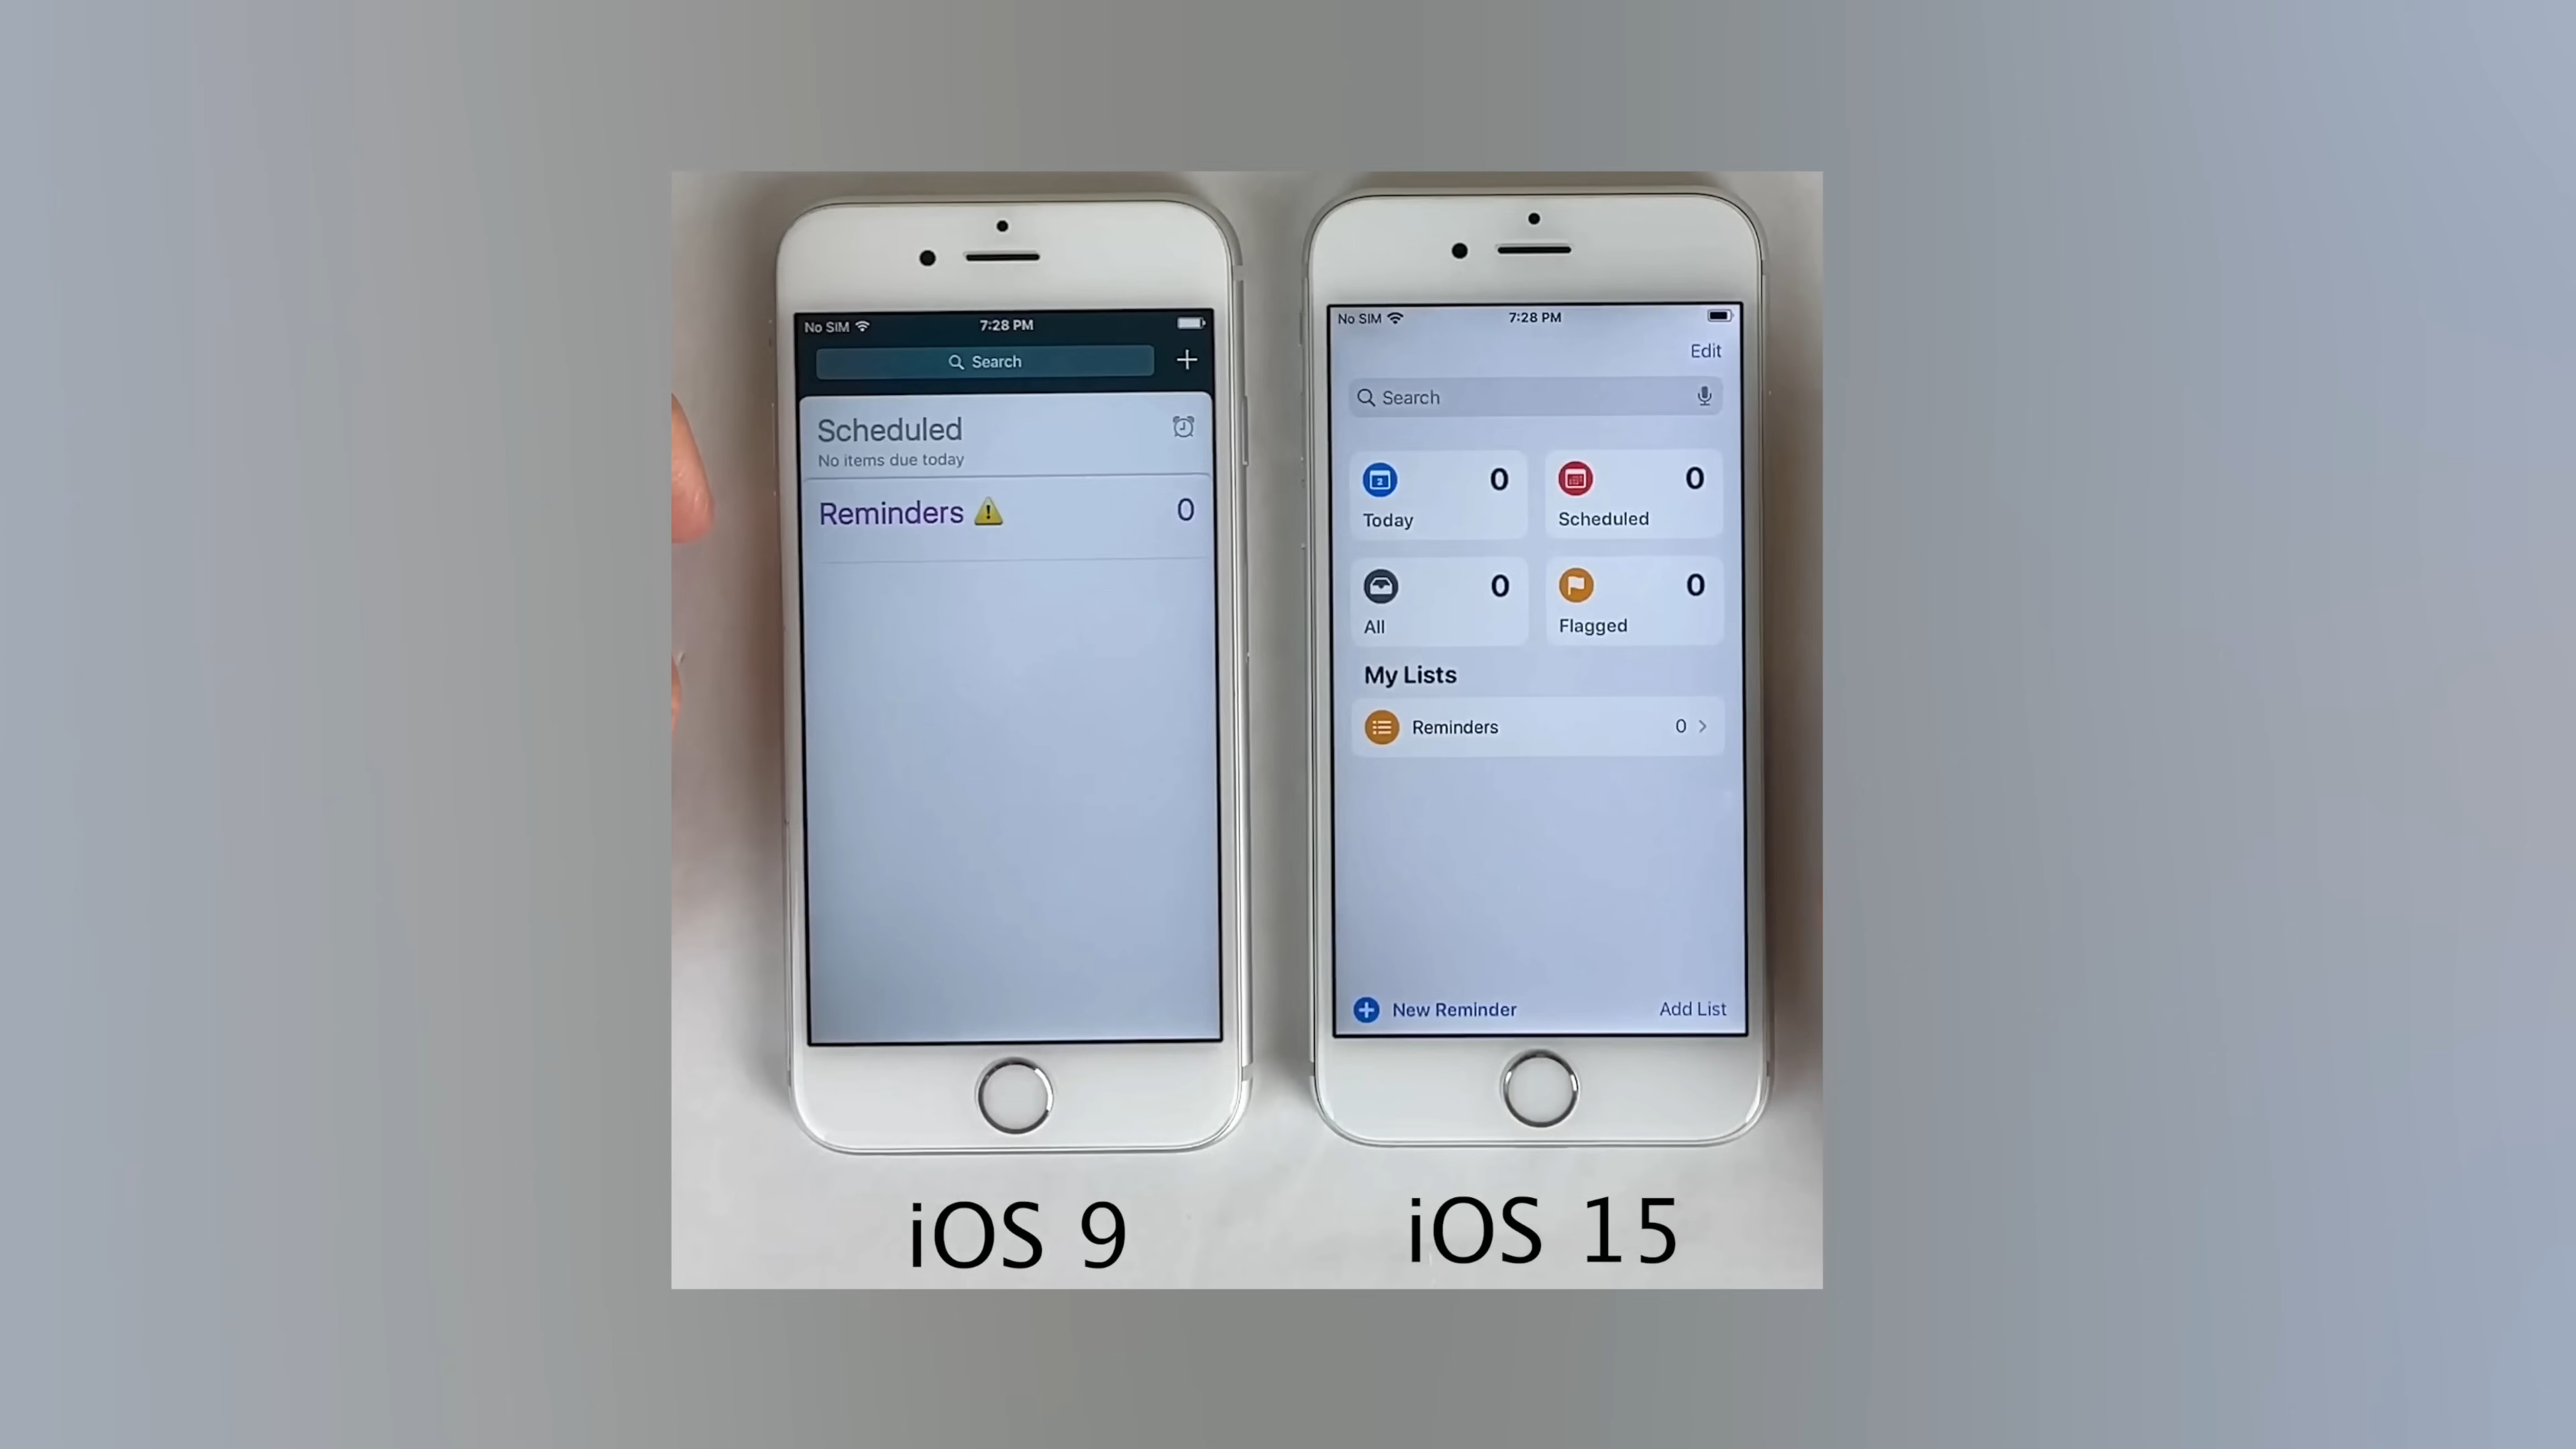 No SIM 7:28 PM
Search +
Scheduled
No items due today
Reminders ⚠️ 0
iOS 9
No SIM 7:28 PM
Edit
Search
2 0
Today
0
Scheduled
0
All
0
Flagged
My Lists
Reminders 0 >
+ New Reminder Add List
iOS 15